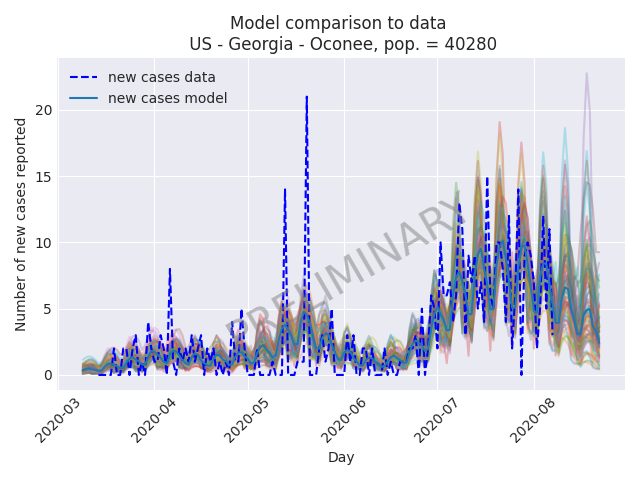 Model comparison to data
US - Georgia - Oconee, pop. = 40280
new cases data
new cases model
Number of new cases reported
20
15
10
5
0
PRELIMINARY
2020-03
2020-04
2020-05
2020-06
2020-07
2020-08
Day